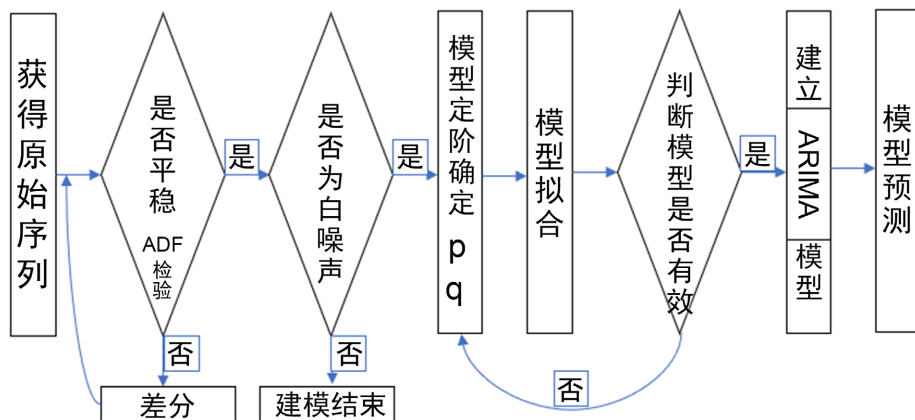 获得原始序列
是否平稳
ADF
检验
是
否
差分
是否为白噪声
是
否
建模结束
模型定阶确定
p
q
模型拟合
判断模型是否有效
是
否
建立
ARIMA
模型
模型预测